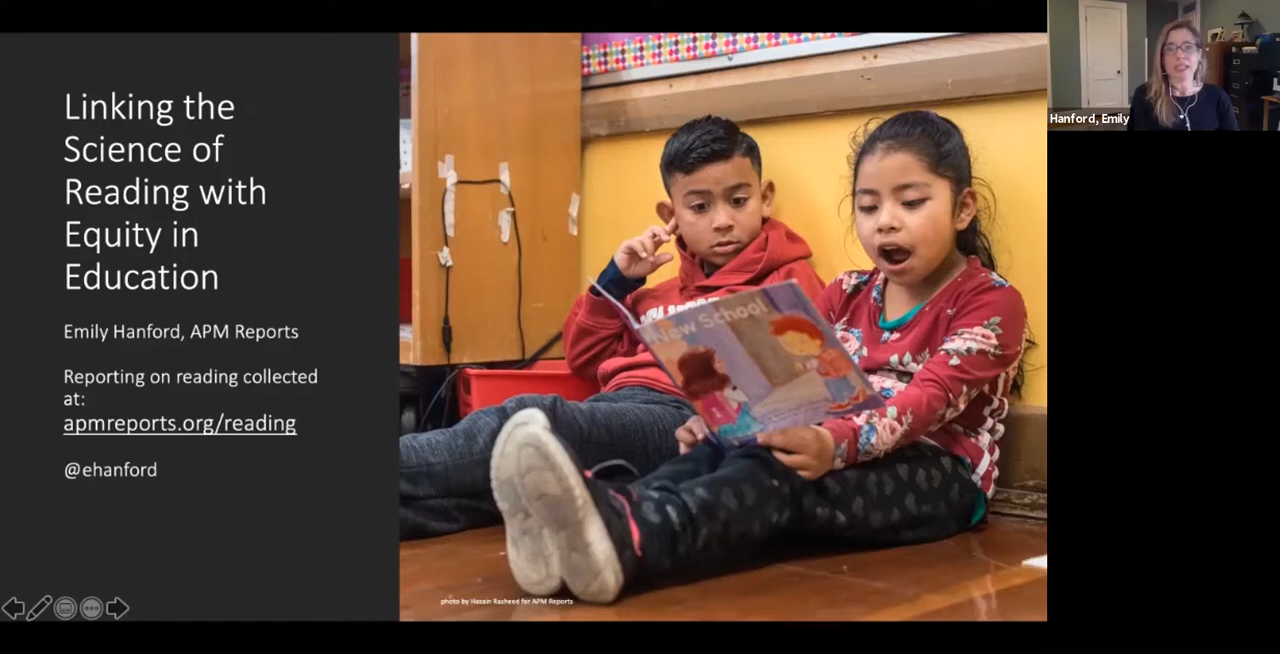 Linking the
Science of
Reading with
Equity in
Education
Emily Hanford, APM Reports
Reporting on reading collected
at:
apmreports.org/reading
@ehanford
New School
photo by Hasain Rasheed for APM Reports
Hanford, Emily